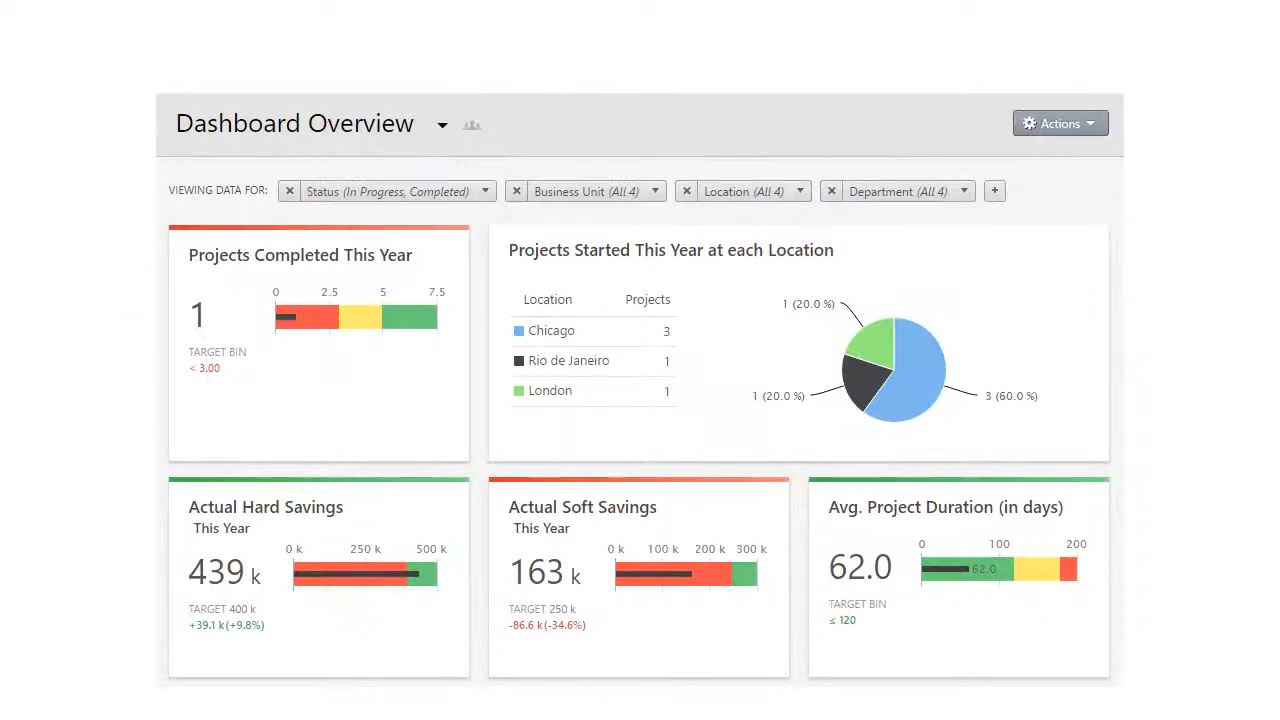 Dashboard Overview
Actions
VIEWING DATA FOR: Status (In Progress, Completed) Business Unit (All 4) Location (All 4) Department (All 4) +
Projects Completed This Year
0 2.5 5 7.5
1
TARGET BIN
< 3.00
Projects Started This Year at each Location
Location Projects
Chicago 3
Rio de Janeiro 1
London 1
1 (20.0 %)
1 (20.0 %)
3 (60.0 %)
Actual Hard Savings
This Year
0 k 250 k 500 k
439 k
TARGET 400 k
+39.1 k(+9.8%)
Actual Soft Savings
This Year
0 k 100 k 200 k 300 k
163 k
TARGET 250 k
-86.6 k(-34.6%)
Avg. Project Duration (in days)
0 100 200
62.0
62.0
TARGET BIN
≤ 120